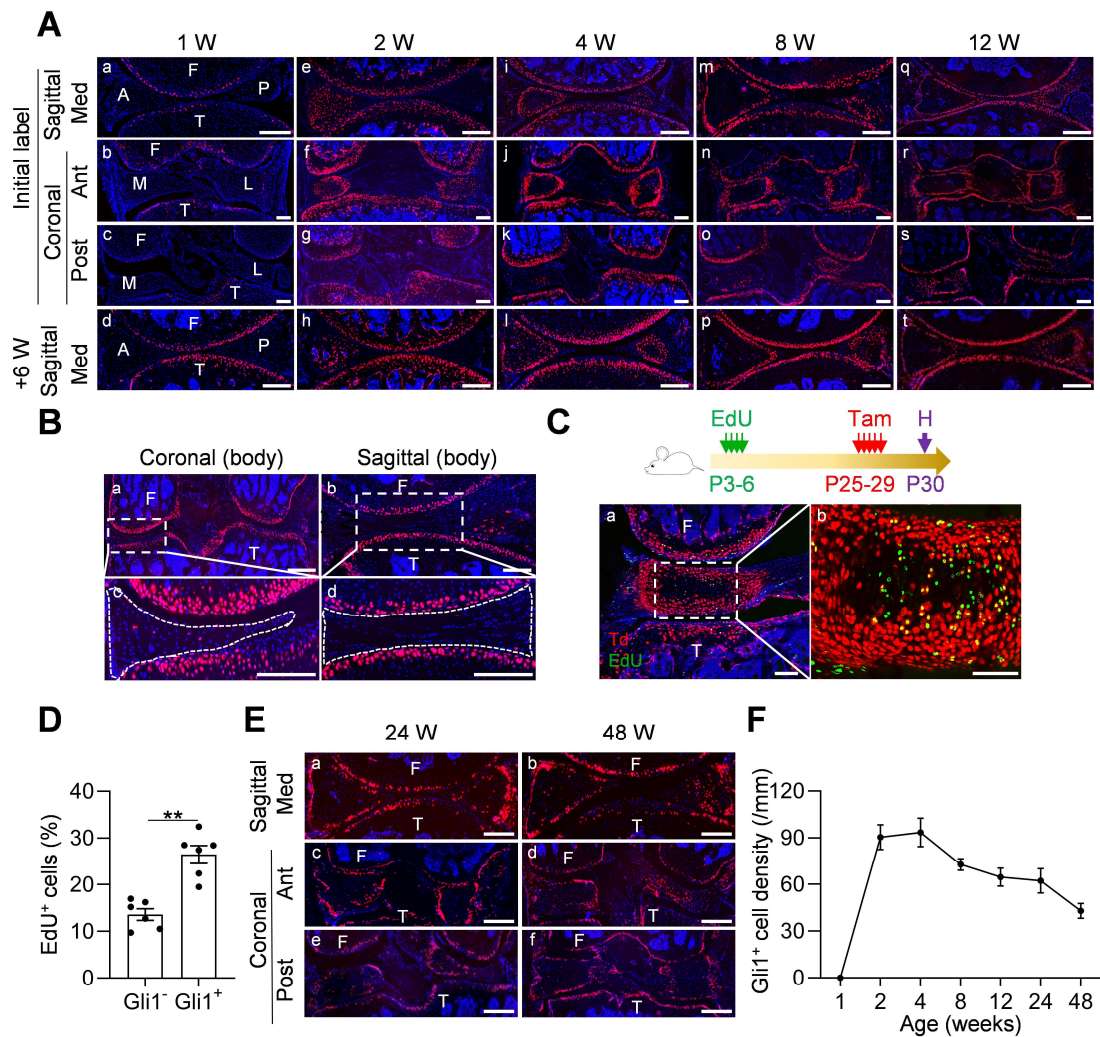 A
1 W
2 W
4 W
8 W
12 W
Initial label
Sagittal
Med
a
F
A
P
T
e
i
m
q
Coronal
Ant
b
F
M
L
T
f
j
n
r
Post
c
F
M
L
T
g
k
o
s
+6 W
Sagittal
Med
d
F
A
P
T
h
l
p
t
B
Coronal (body)
Sagittal (body)
a
F
T
b
F
T
c
d
C
EdU
Tam
H
P3-6
P25-29
P30
a
F
Td
EdU
T
b
D
EdU+ cells (%)
40
30
20
10
0
**
Gli1-
Gli1+
E
24 W
48 W
Sagittal
Med
a
F
T
b
F
T
Coronal
Ant
c
F
T
d
F
T
Post
e
F
T
f
F
T
F
Gli1+ cell density (/mm)
120
90
60
30
0
1
2
4
8
12
24
48
Age (weeks)